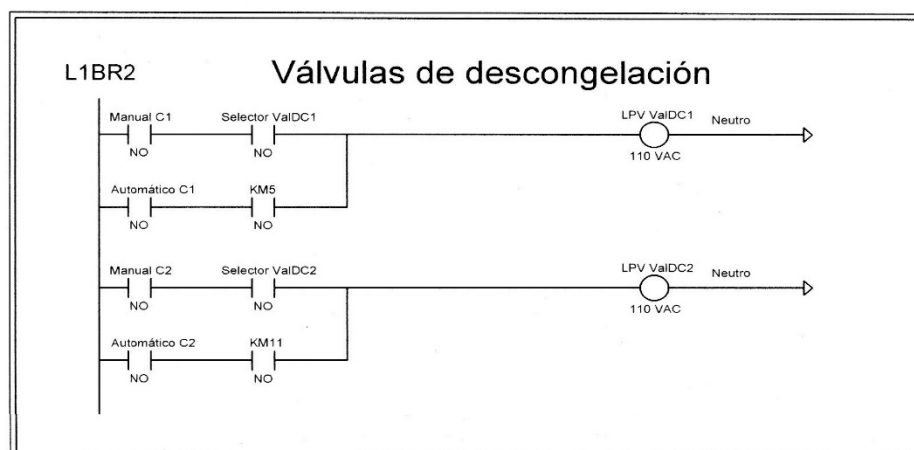 L1BR2
Válvulas de descongelación
Manual C1
Selector ValDC1
LPV ValDC1
Neutro
NO
NO
110 VAC
Automático C1
KM5
NO
NO
Manual C2
Selector ValDC2
LPV ValDC2
Neutro
NO
NO
110 VAC
Automático C2
KM11
NO
NO